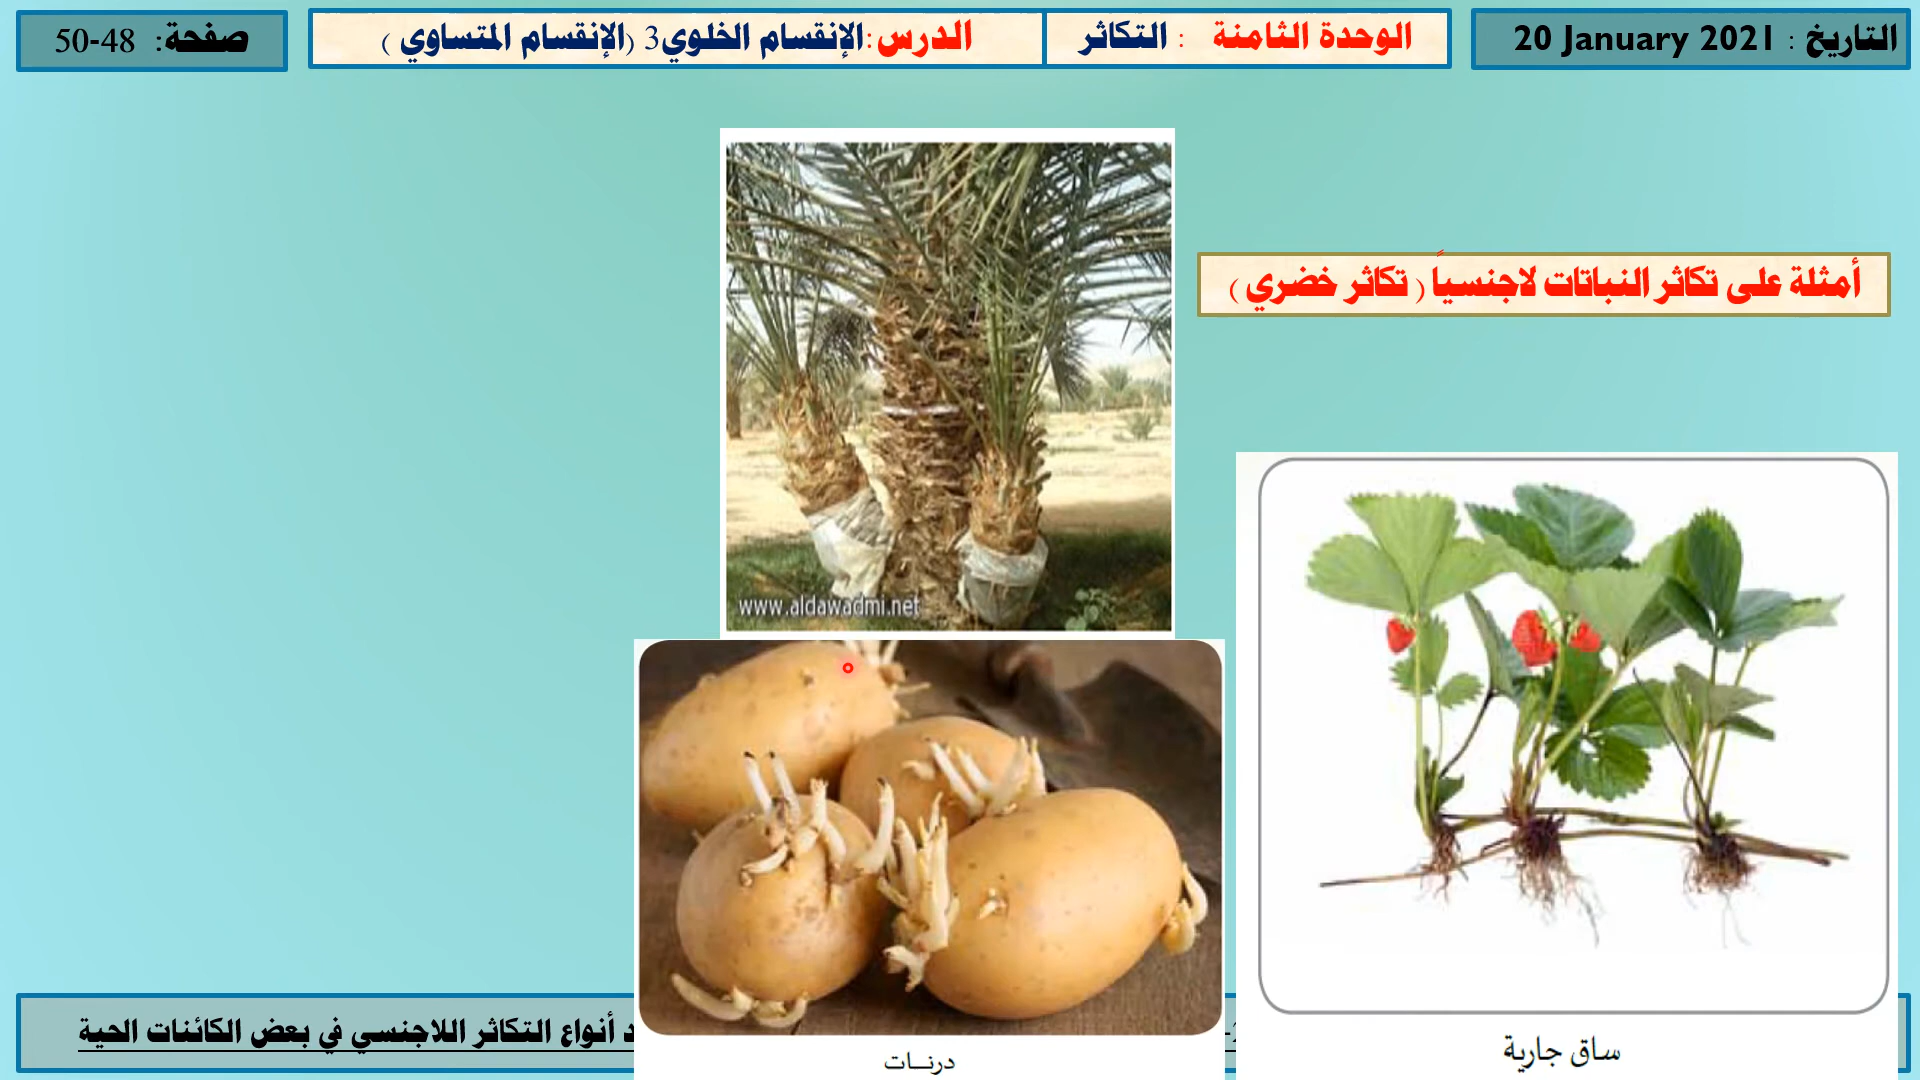 التاريخ : 20 January 2021
الوحدة الثامنة : التكاثر
الدرس:الإنقسام الخلوي3 (الإنقسام المتساوي )
صفحة: 48-50
أمثلة على تكاثر النباتات لاجنسياً ( تكاثر خضري )
www.aldawadmi.net
أنواع التكاثر اللاجنسي في بعض الكائنات الحية
درنــات
ساق جارية